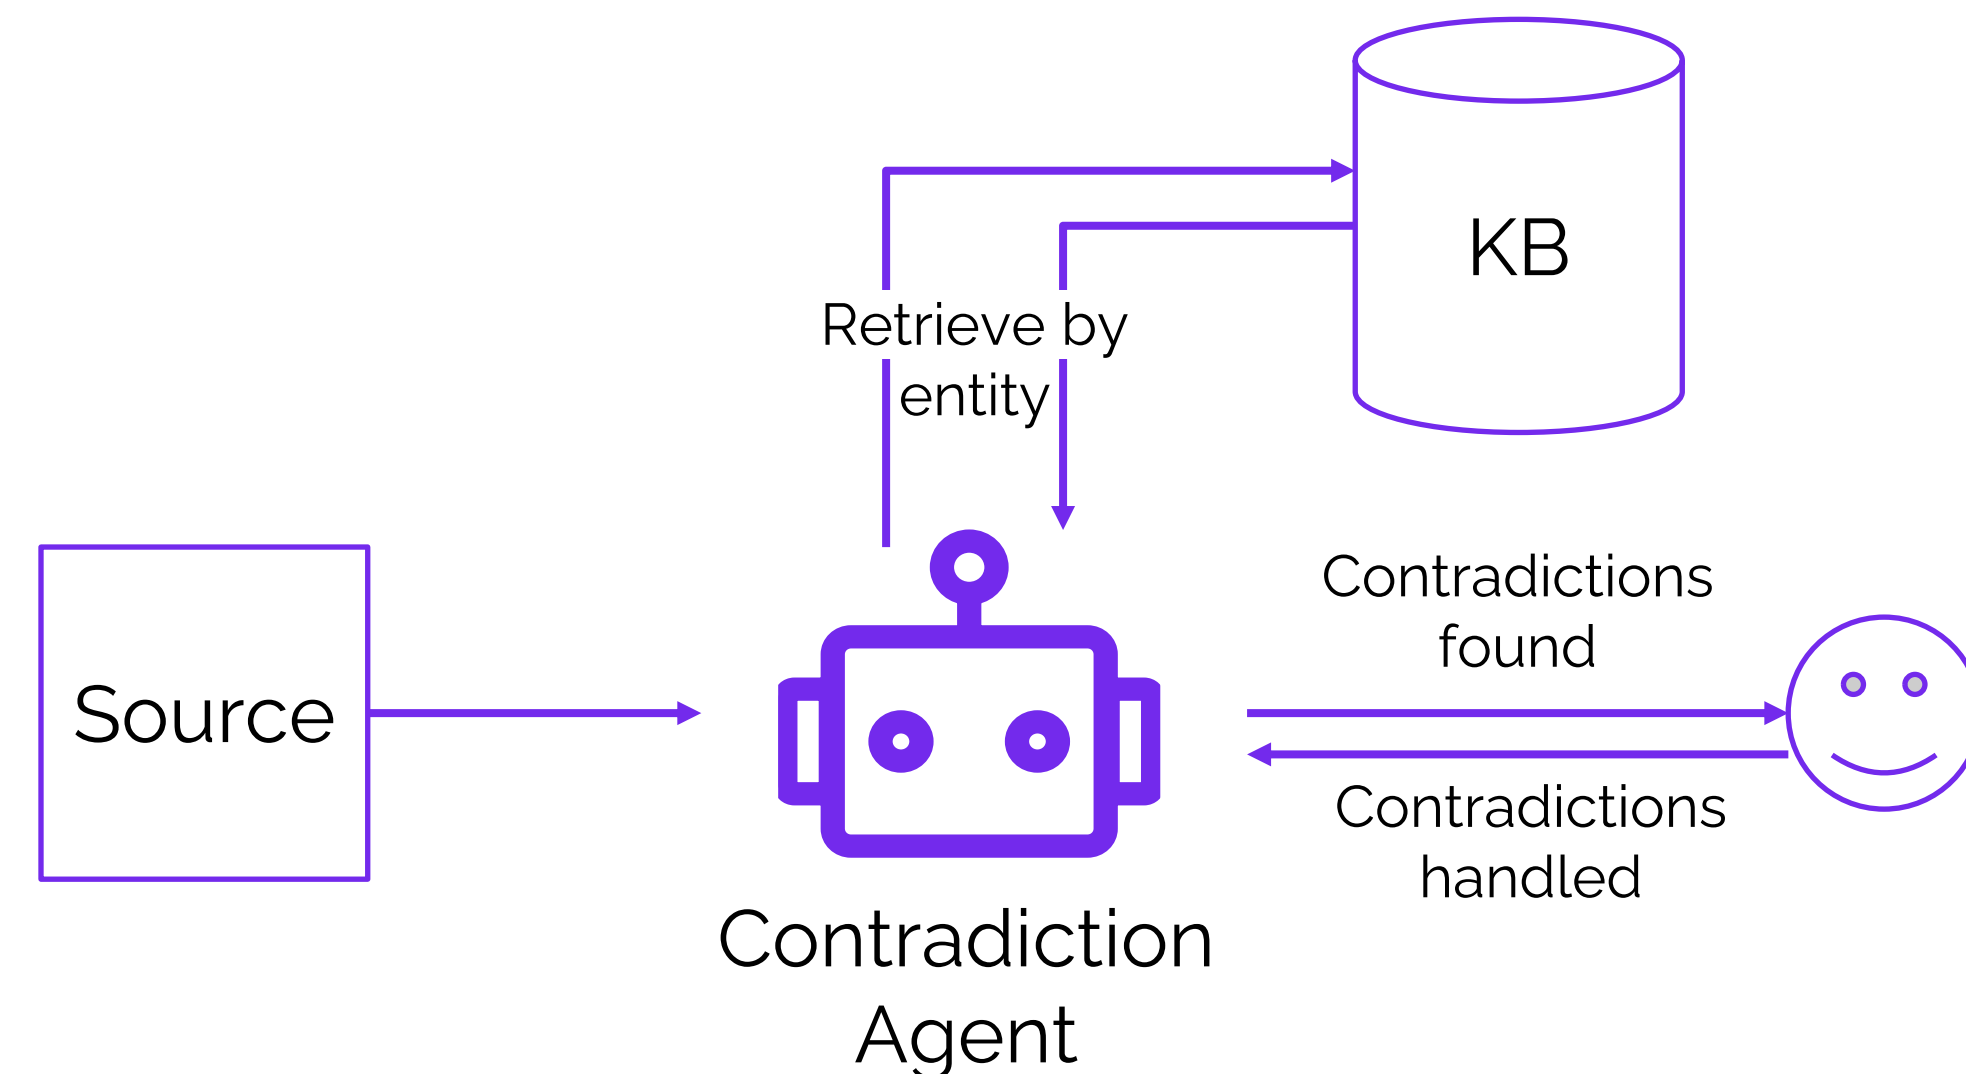 KB
Retrieve by
entity
Source
Contradictions
found
Contradictions
handled
Contradiction
Agent